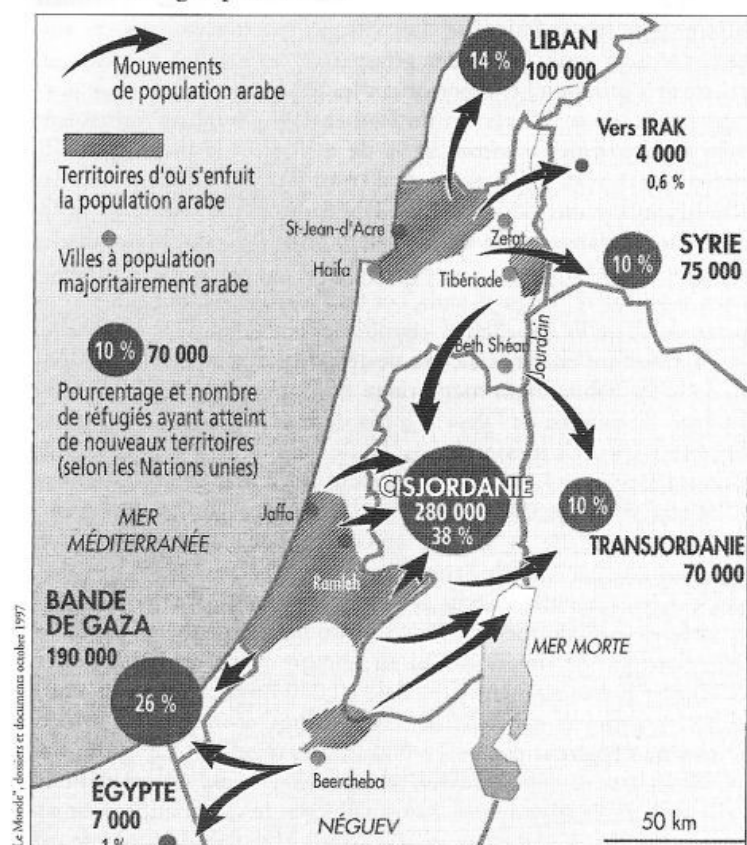 Mouvements
de population arabe
Territoires d'où s'enfuit
la population arabe
Villes à population
majoritairement arabe
10 % 70 000
Pourcentage et nombre
de réfugiés ayant atteint
de nouveaux territoires
(selon les Nations unies)
LIBAN
14 %
100 000
Vers IRAK
4 000
0,6 %
St-Jean-d'Acre
Zefat
Haïfa
SYRIE
10 %
75 000
Tibériade
Jourdain
Beth Shéan
CISJORDANIE
280 000
38 %
Jaffa
10 %
MER
MÉDITERRANÉE
TRANSJORDANIE
70 000
Ramleh
BANDE
DE GAZA
190 000
26 %
MER MORTE
Beercheba
ÉGYPTE
7 000
1 %
NÉGUEV
50 km
Le Monde", dossiers et documents octobre 1997